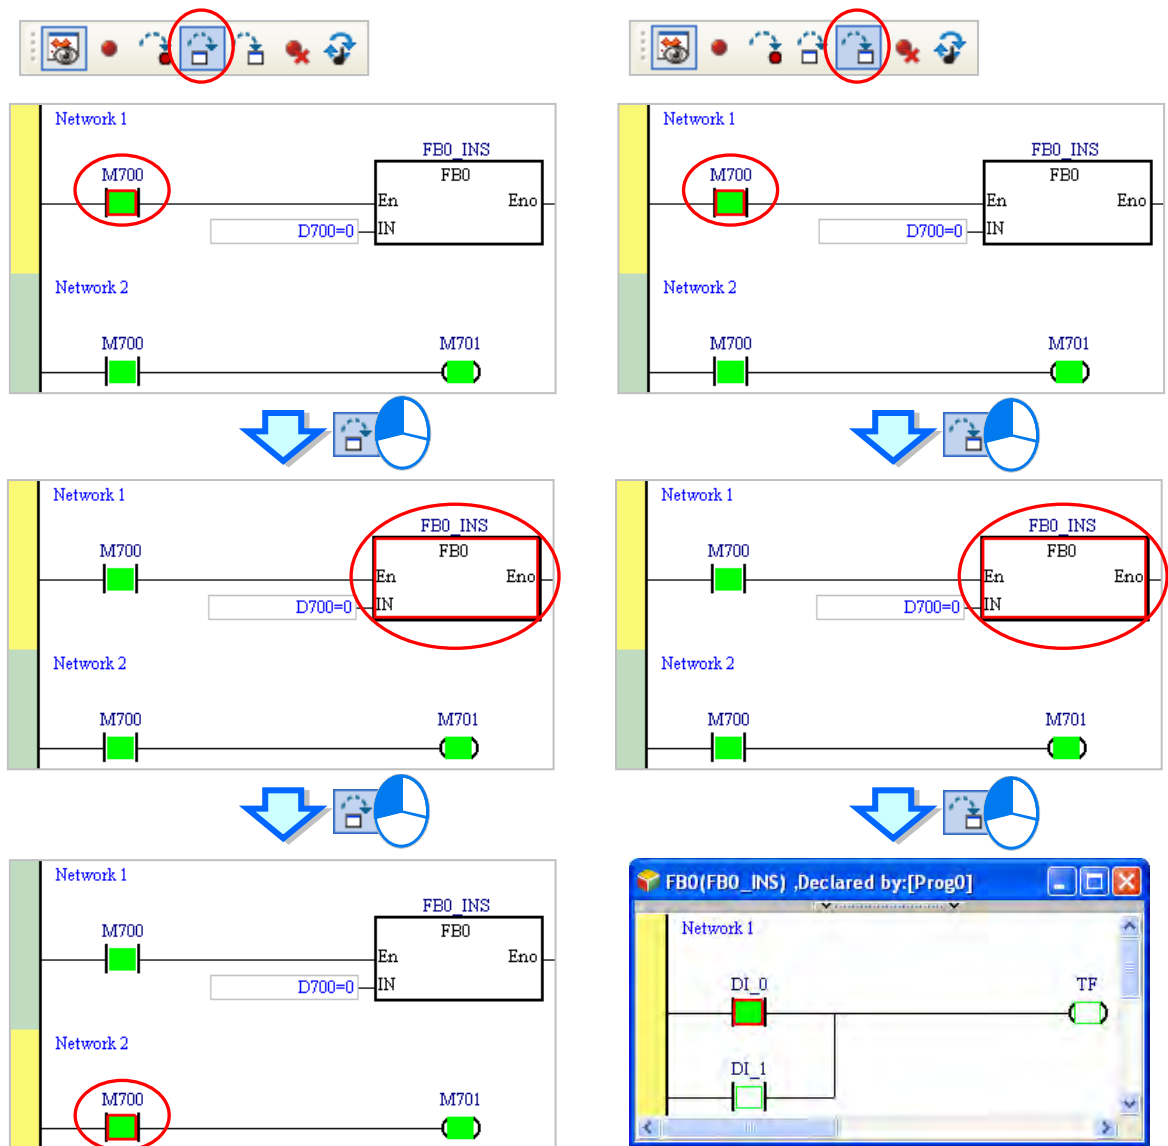 Network 1
FB0_INS
M700
FB0
En
Eno
D700=0
IN
Network 2
M700
M701
Network 1
FB0_INS
M700
FB0
En
Eno
D700=0
IN
Network 2
M700
M701
Network 1
FB0_INS
M700
FB0
En
Eno
D700=0
IN
Network 2
M700
M701
Network 1
FB0_INS
M700
FB0
En
Eno
D700=0
IN
Network 2
M700
M701
Network 1
FB0_INS
M700
FB0
En
Eno
D700=0
IN
Network 2
M700
M701
FB0(FB0_INS) ,Declared by:[Prog0]
Network 1
DI_0
TF
DI_1